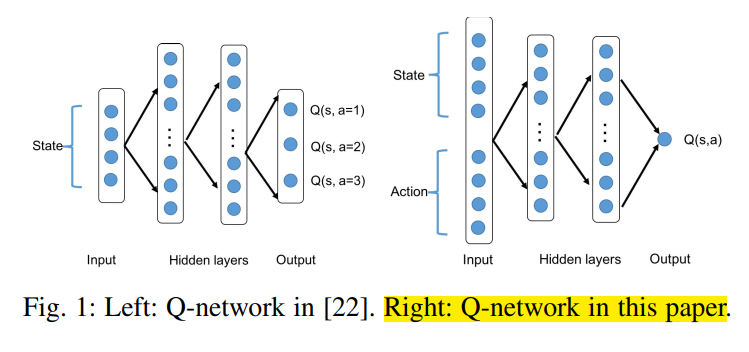 State
Input
Hidden layers
Output
Q(s, a=1)
Q(s, a=2)
Q(s, a=3)
State
Action
Input
Hidden layers
Output
Q(s,a)
Fig. 1: Left: Q-network in [22]. Right: Q-network in this paper.